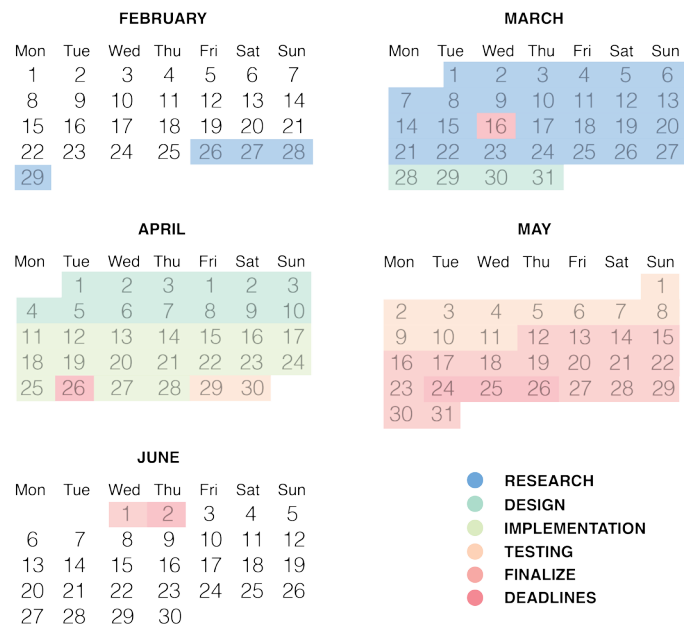 FEBRUARY
Mon Tue Wed Thu Fri Sat Sun
1 2 3 4 5 6 7
8 9 10 11 12 13 14
15 16 17 18 19 20 21
22 23 24 25 26 27 28
29
MARCH
Mon Tue Wed Thu Fri Sat Sun
1 2 3 4 5 6
7 8 9 10 11 12 13
14 15 16 17 18 19 20
21 22 23 24 25 26 27
28 29 30 31
APRIL
Mon Tue Wed Thu Fri Sat Sun
1 2 3 1 2 3
4 5 6 7 8 9 10
11 12 13 14 15 16 17
18 19 20 21 22 23 24
25 26 27 28 29 30
MAY
Mon Tue Wed Thu Fri Sat Sun
1
2 3 4 5 6 7 8
9 10 11 12 13 14 15
16 17 18 19 20 21 22
23 24 25 26 27 28 29
30 31
JUNE
Mon Tue Wed Thu Fri Sat Sun
1 2 3 4 5
6 7 8 9 10 11 12
13 14 15 16 17 18 19
20 21 22 23 24 25 26
27 28 29 30
RESEARCH
DESIGN
IMPLEMENTATION
TESTING
FINALIZE
DEADLINES